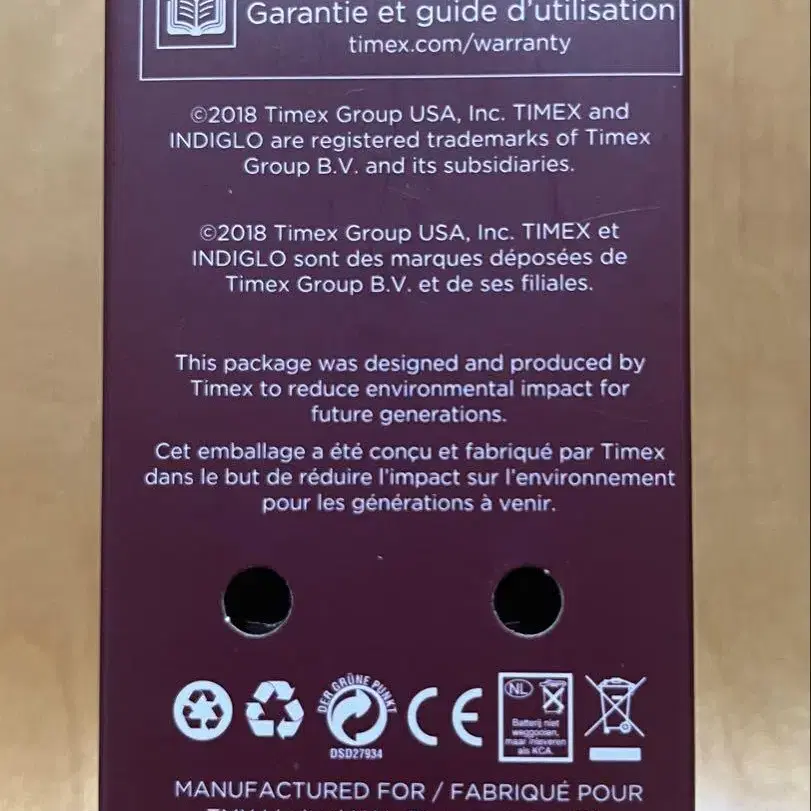 Garantie et guide d'utilisation
timex.com/warranty
©2018 Timex Group USA, Inc. TIMEX and
INDIGLO are registered trademarks of Timex
Group B.V. and its subsidiaries.
©2018 Timex Group USA, Inc. TIMEX et
INDIGLO sont des marques déposées de
Timex Group B.V. et de ses filiales.
This package was designed and produced by
Timex to reduce environmental impact for
future generations.
Cet emballage a été conçu et fabriqué par Timex
dans le but de réduire l'impact sur l'environnement
pour les générations à venir.
DER GRÜNE PUNKT
DSD27934
CE
NL
Batterij niet
weggooien,
maar inleveren
als KCA.
MANUFACTURED FOR / FABRIQUÉ POUR